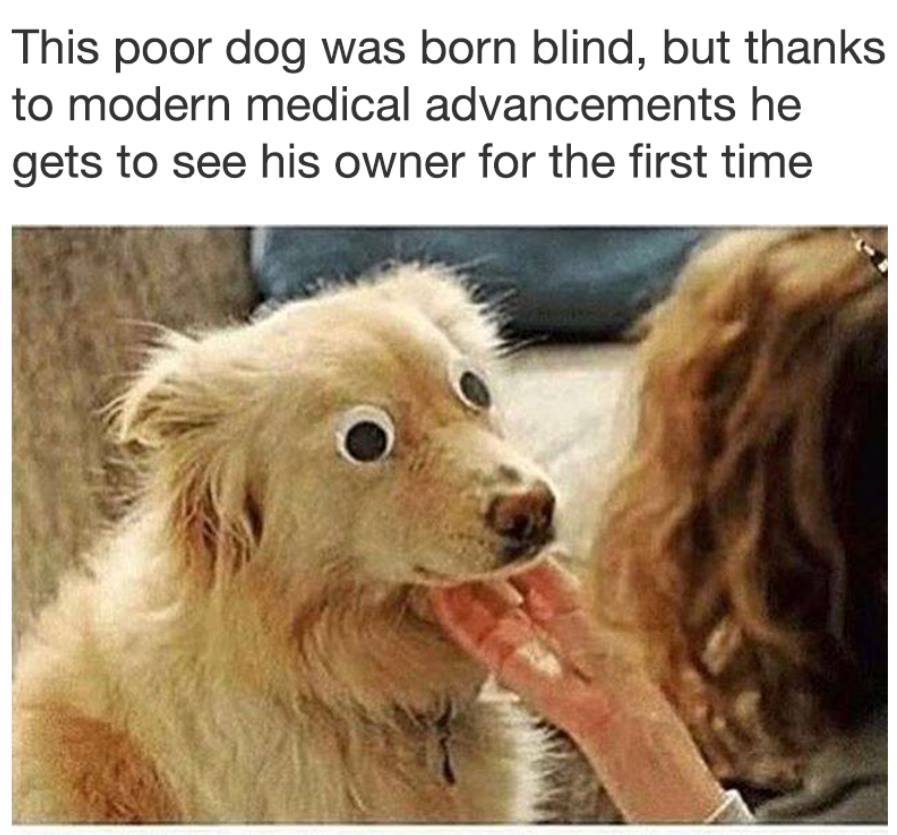 This poor dog was born blind, but thanks
to modern medical advancements he
gets to see his owner for the first time